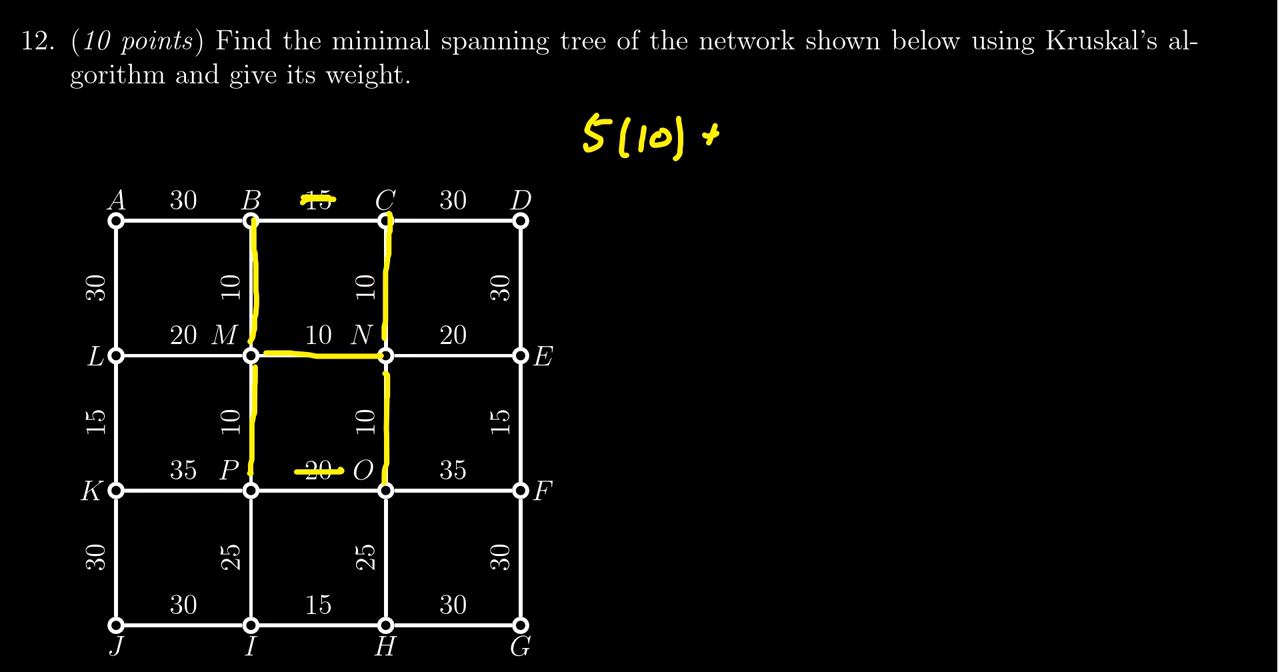 12. (10 points) Find the minimal spanning tree of the network shown below using Kruskal's al-
gorithm and give its weight.
5(10) +
A 30 B 15 C 30 D
30 10 10 30
20 M 10 N 20
L E
15 10 10 15
35 P 20 O 35
K F
30 25 25 30
30 15 30
J I H G